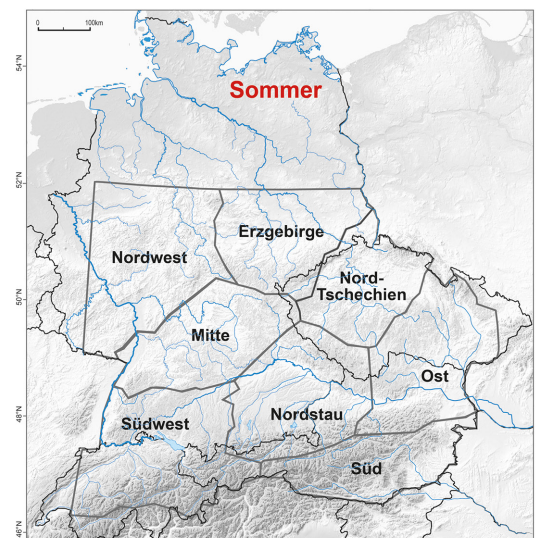 0 100km
54°N
Sommer
52°N
Erzgebirge
Nordwest
Nord-
Tschechien
50°N
Mitte
Ost
48°N
Südwest
Nordstau
Süd
46°N